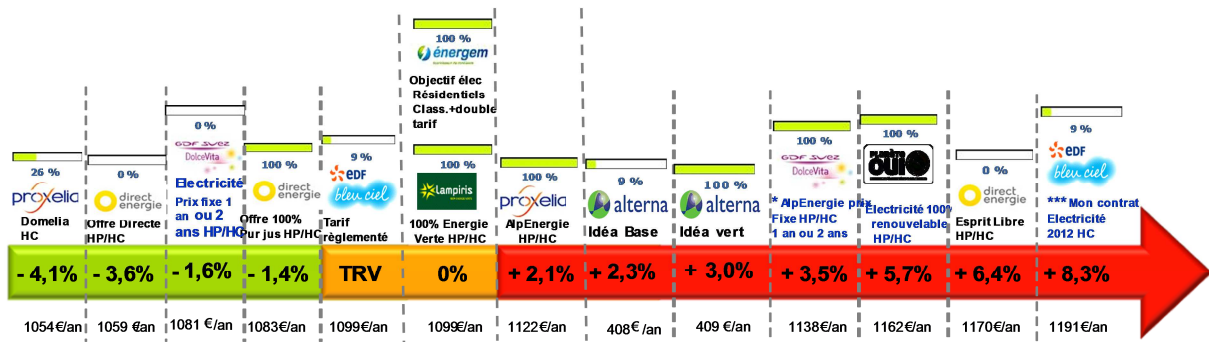 26 %
proxelia
Domelia
HC
- 4,1%
1054€/an
0 %
direct
energie
Offre Directe
HP/HC
- 3,6%
1059 €/an
0 %
GDF SUEZ
DolceVita
Electricité
Prix fixe 1
an ou 2
ans HP/HC
- 1,6%
1081 €/an
100 %
direct
energie
Offre 100%
Pur jus HP/HC
- 1,4%
1083€/an
9 %
eDF
bleu ciel
Tarif
règlementé
TRV
1099€/an
100 %
énergem
Objectif élec
Résidentiels
Class.+double
tarif
100 %
Lampiris
100% Energie
Verte HP/HC
0%
1099€/an
100 %
proxelia
AlpEnergie
HP/HC
+ 2,1%
1122 €/an
9 %
alterna
Idéa Base
+ 2,3%
408€ /an
100 %
alterna
Idéa vert
+ 3,0%
409 €/an
100 %
GDF SUEZ
DolceVita
* AlpEnergie prix
Fixe HP/HC
1 an ou 2 ans
+ 3,5%
1138€/an
100 %
PLANÈTE
OUI
Électricité 100%
renouvelable
HP/HC
+ 5,7%
1162€/an
0 %
direct
energie
Esprit Libre
HP/HC
+ 6,4%
1170€/an
9 %
eDF
bleu ciel
*** Mon contrat
Electricité
2012 HC
+ 8,3%
1191€/an